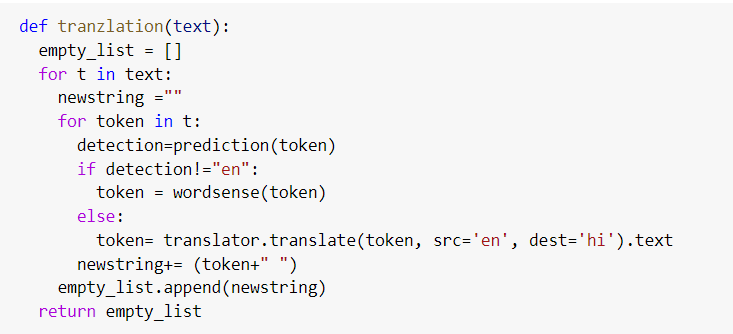 def tranzlation(text):
  empty_list = []
  for t in text:
    newstring =""
    for token in t:
      detection=prediction(token)
      if detection!="en":
        token = wordsense(token)
      else:
        token= translator.translate(token, src='en', dest='hi').text
      newstring+= (token+" ")
    empty_list.append(newstring)
  return empty_list